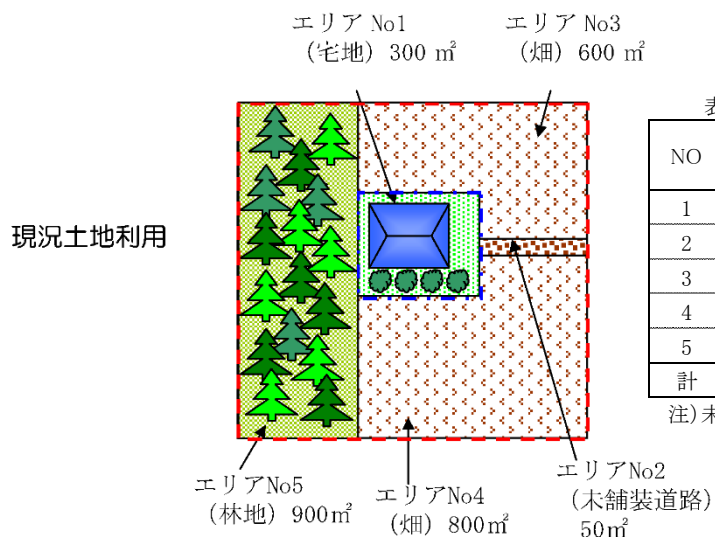 エリア No1
(宅地) 300 ㎡
エリア No3
(畑) 600 ㎡
現況土地利用
表
NO
1
2
3
4
5
計
注)未
エリアNo5
(林地) 900㎡
エリアNo4
(畑) 800㎡
エリアNo2
(未舗装道路)
50㎡